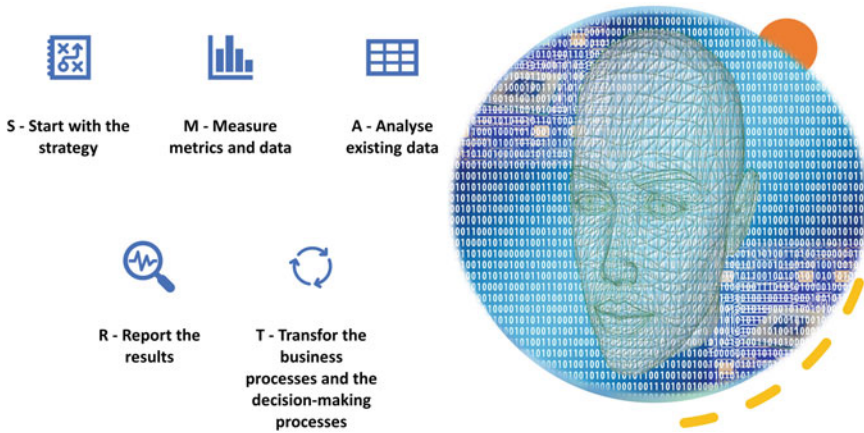 S - Start with the
strategy
M - Measure
metrics and data
A - Analyse
existing data
R - Report the
results
T - Transfor the
business
processes and the
decision-making
processes